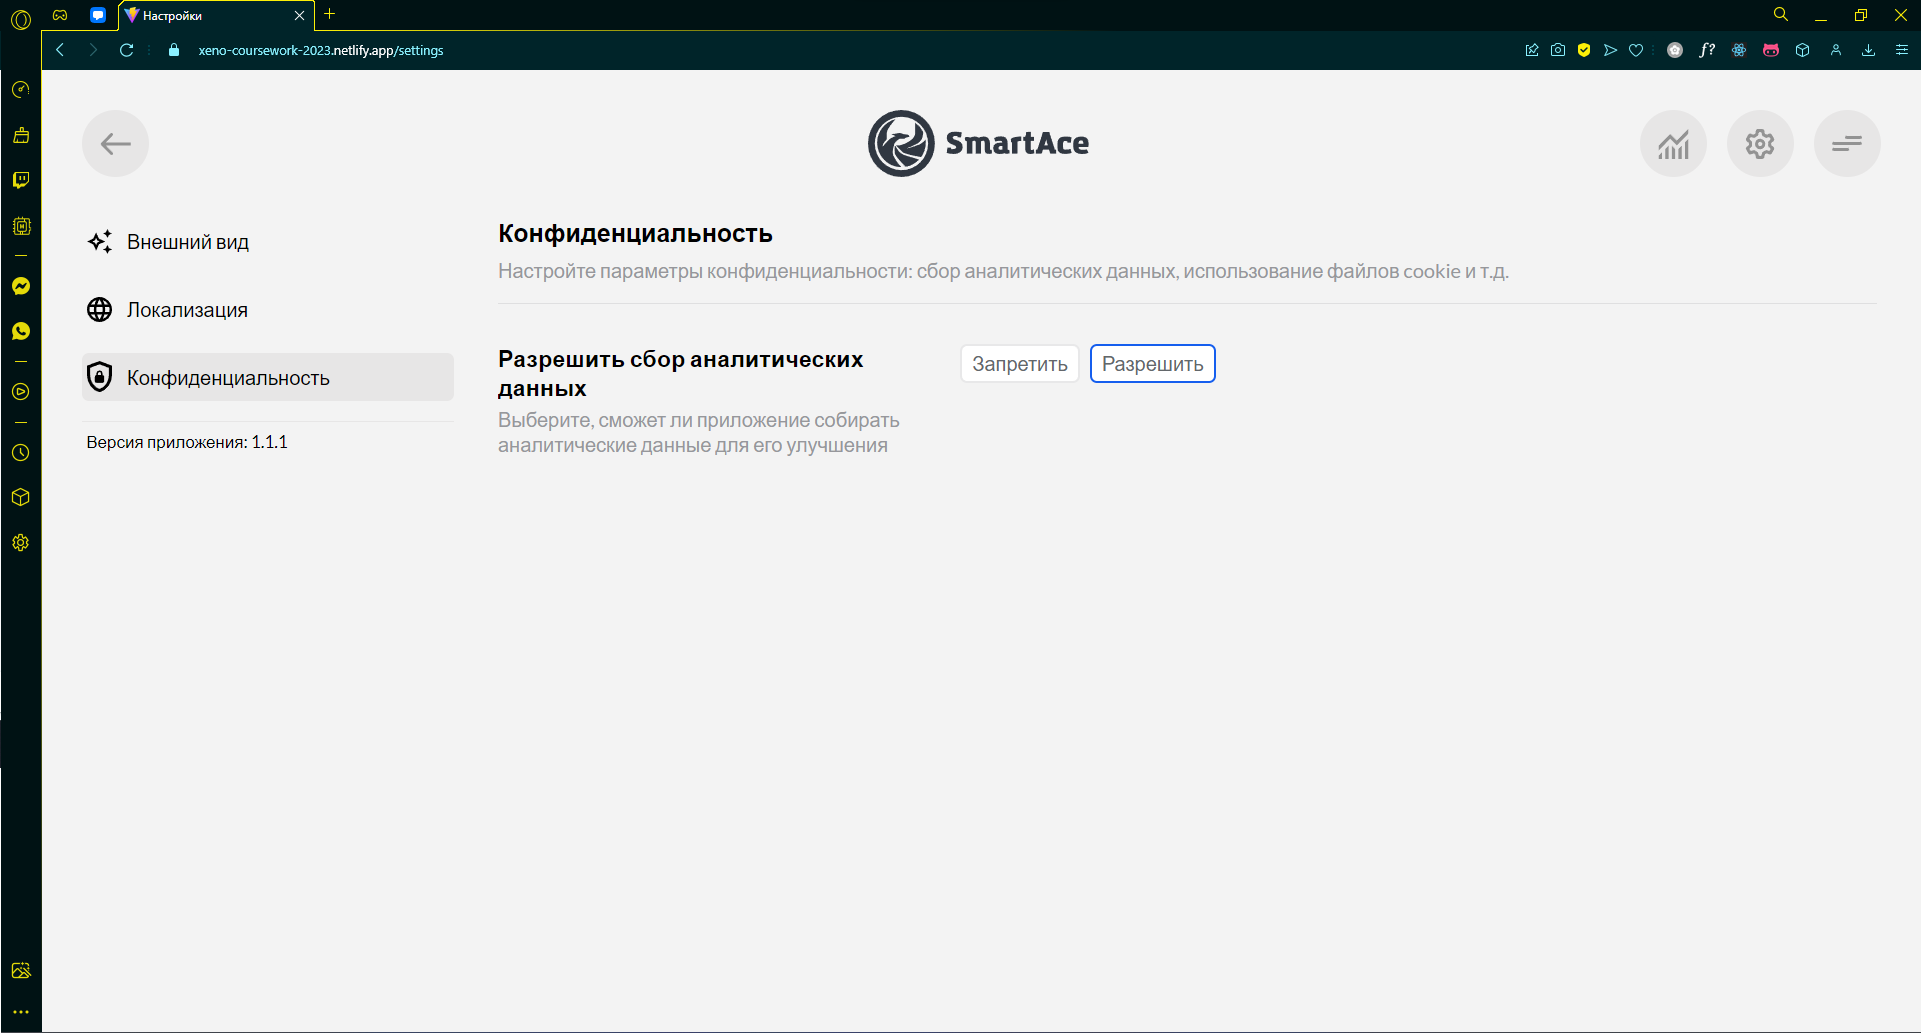 Настройки
xeno-coursework-2023.netlify.app/settings
f?
SmartAce
Внешний вид
Локализация
Конфиденциальность
Версия приложения: 1.1.1
Конфиденциальность
Настройте параметры конфиденциальности: сбор аналитических данных, использование файлов cookie и т.д.
Разрешить сбор аналитических
данных
Выберите, сможет ли приложение собирать
аналитические данные для его улучшения
Запретить
Разрешить